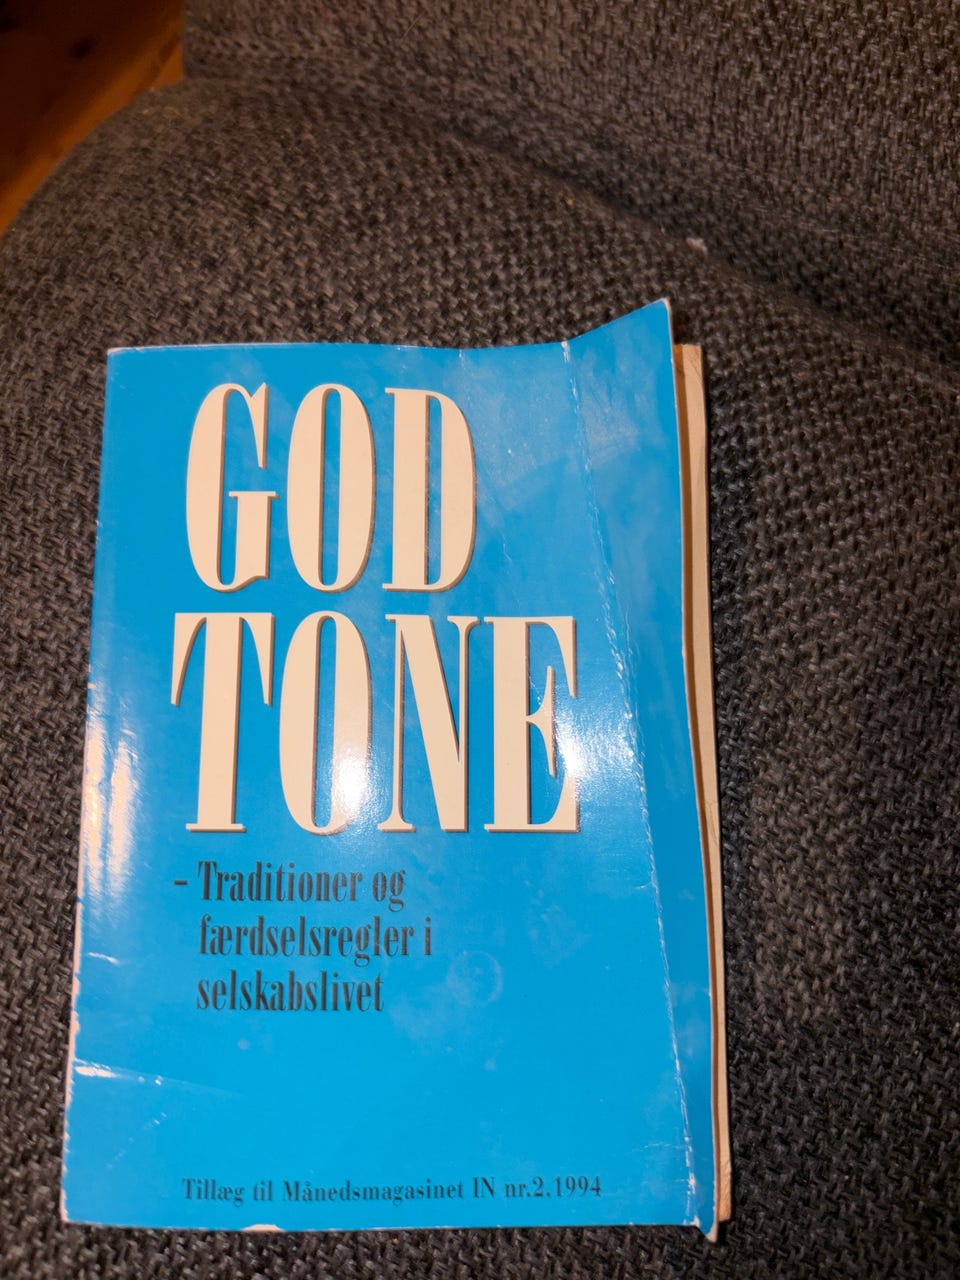 GOD
TONE
– Traditioner og
færdselsregler i
selskabslivet
Tillæg til Månedsmagasinet IN nr.2.1994